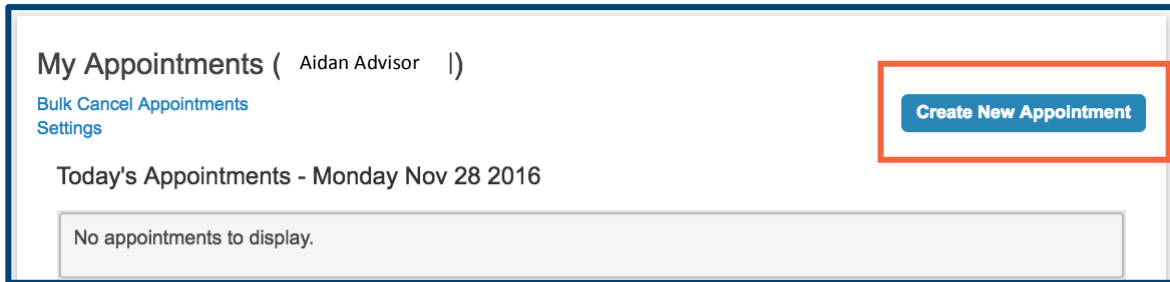 My Appointments ( Aidan Advisor |)
Bulk Cancel Appointments
Settings
Create New Appointment
Today's Appointments - Monday Nov 28 2016
No appointments to display.